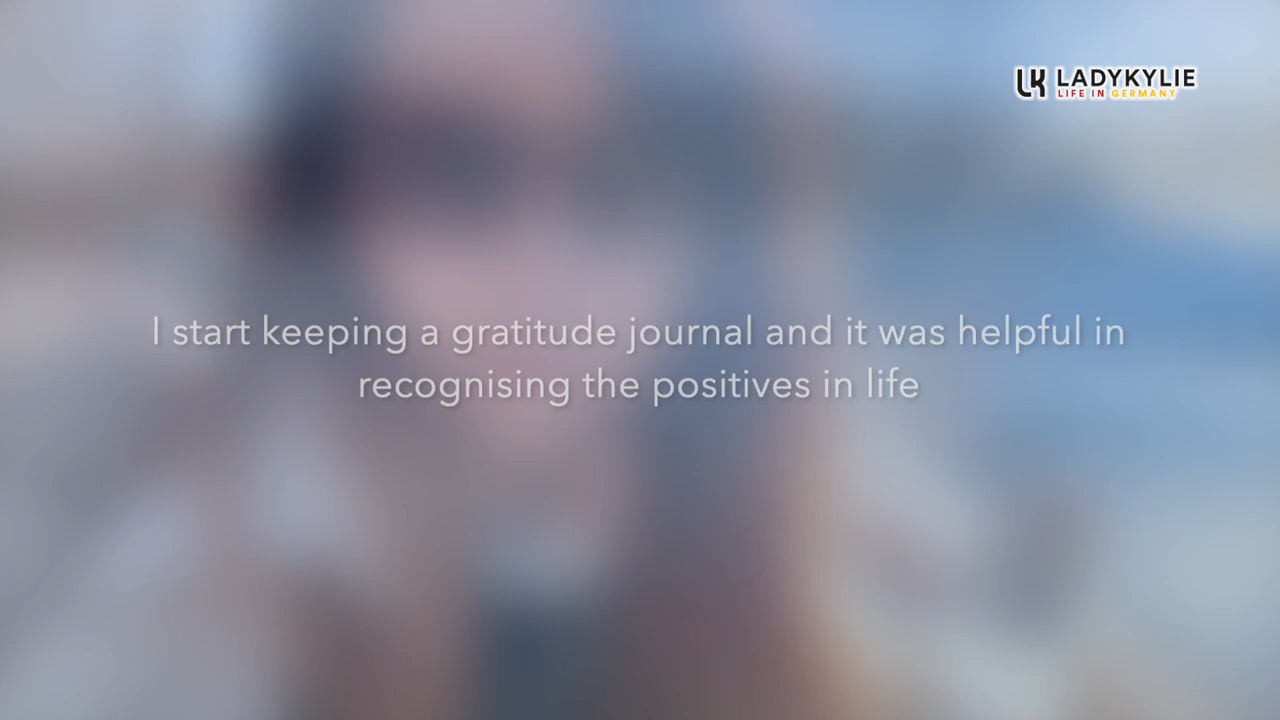 LK LADYKYLIE
LIFE IN GERMANY
I start keeping a gratitude journal and it was helpful in
recognising the positives in life